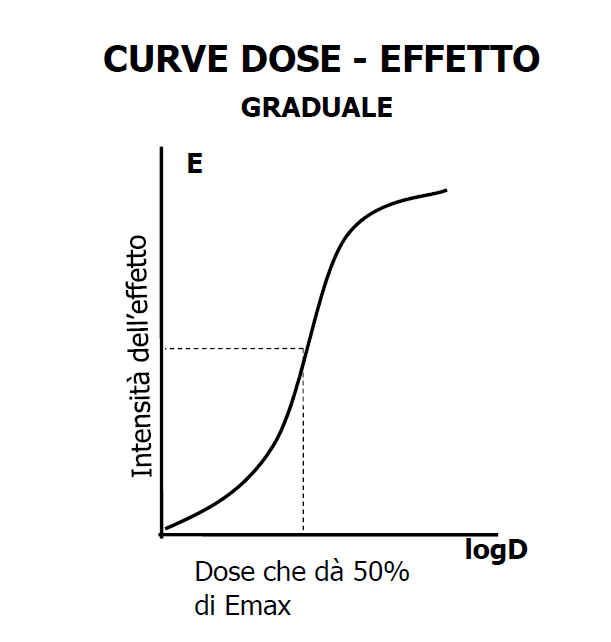 CURVE DOSE - EFFETTO
GRADUALE
E
Intensità dell'effetto
logD
Dose che dà 50%
di Emax